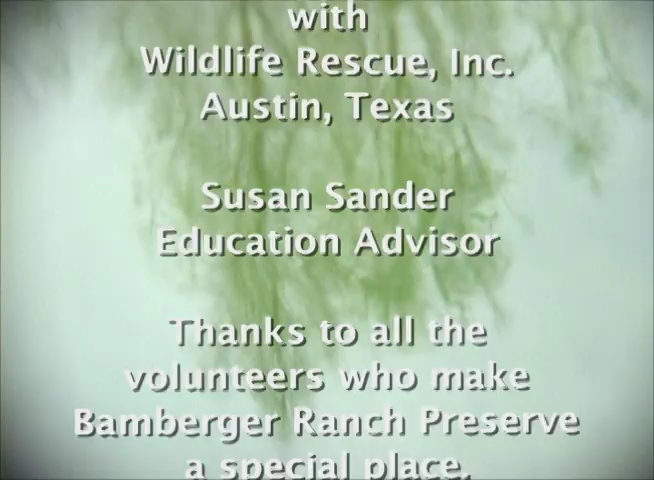 with
Wildlife Rescue, Inc.
Austin, Texas
Susan Sander
Education Advisor
Thanks to all the
volunteers who make
Bamberger Ranch Preserve
a special place.